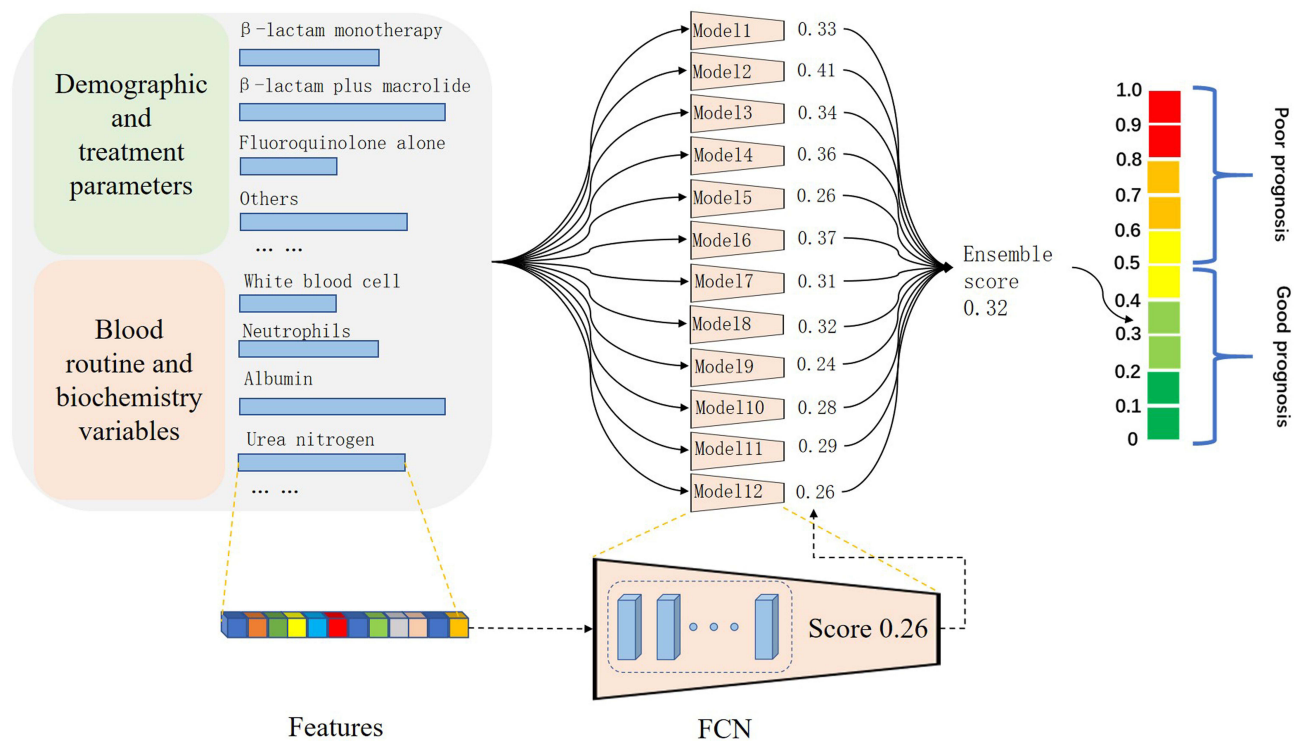 Demographic
and
treatment
parameters
β-lactam monotherapy
β-lactam plus macrolide
Fluoroquinolone alone
Others
... ...
Blood
routine and
biochemistry
variables
White blood cell
Neutrophils
Albumin
Urea nitrogen
... ...
Features
Model1 0.33
Model2 0.41
Model3 0.34
Model4 0.36
Model5 0.26
Model6 0.37
Model7 0.31
Model8 0.32
Model9 0.24
Model10 0.28
Model11 0.29
Model12 0.26
Score 0.26
FCN
Ensemble
score
0.32
1.0
0.9
0.8
0.7
0.6
0.5
0.4
0.3
0.2
0.1
0
Poor prognosis
Good prognosis